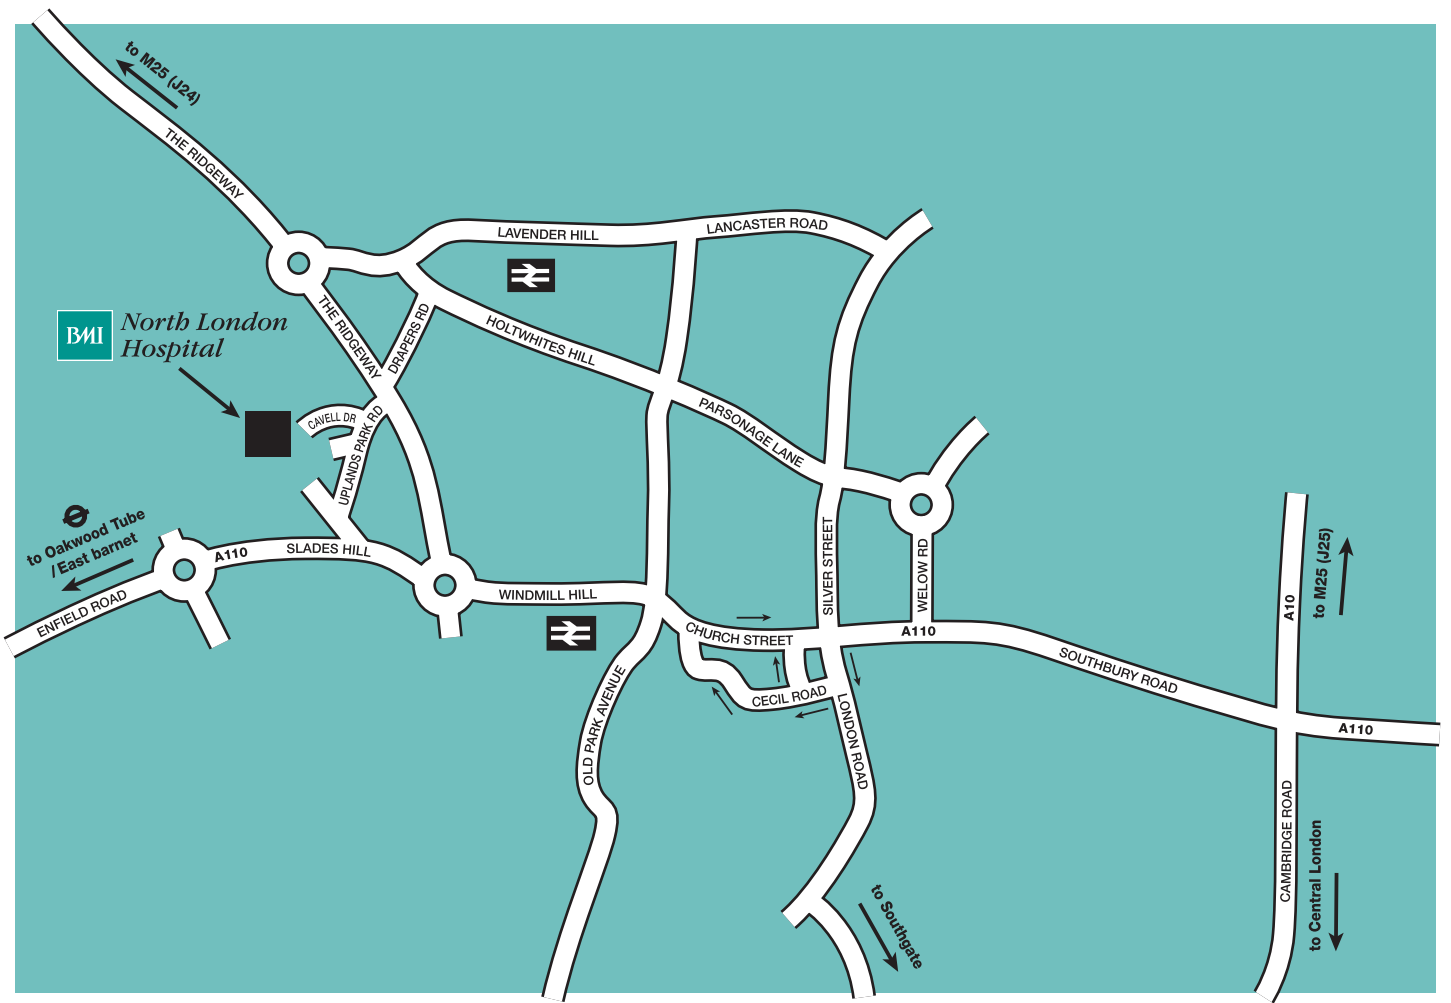 to M25 (J24)
THE RIDGEWAY
LAVENDER HILL
LANCASTER ROAD
BMI
North London
Hospital
THE RIDGEWAY
DRAPERS RD
HOLTWHITES HILL
CAVELL DR
UPLANDS PARK RD
PARSONAGE LANE
to Oakwood Tube
/East barnet
A110
SLADES HILL
ENFIELD ROAD
WINDMILL HILL
SILVER STREET
WELOW RD
CHURCH STREET
A110
A10
to M25 (J25)
SOUTHBURY ROAD
CECIL ROAD
OLD PARK AVENUE
LONDON ROAD
A110
CAMBRIDGE ROAD
to Central London
to Southgate